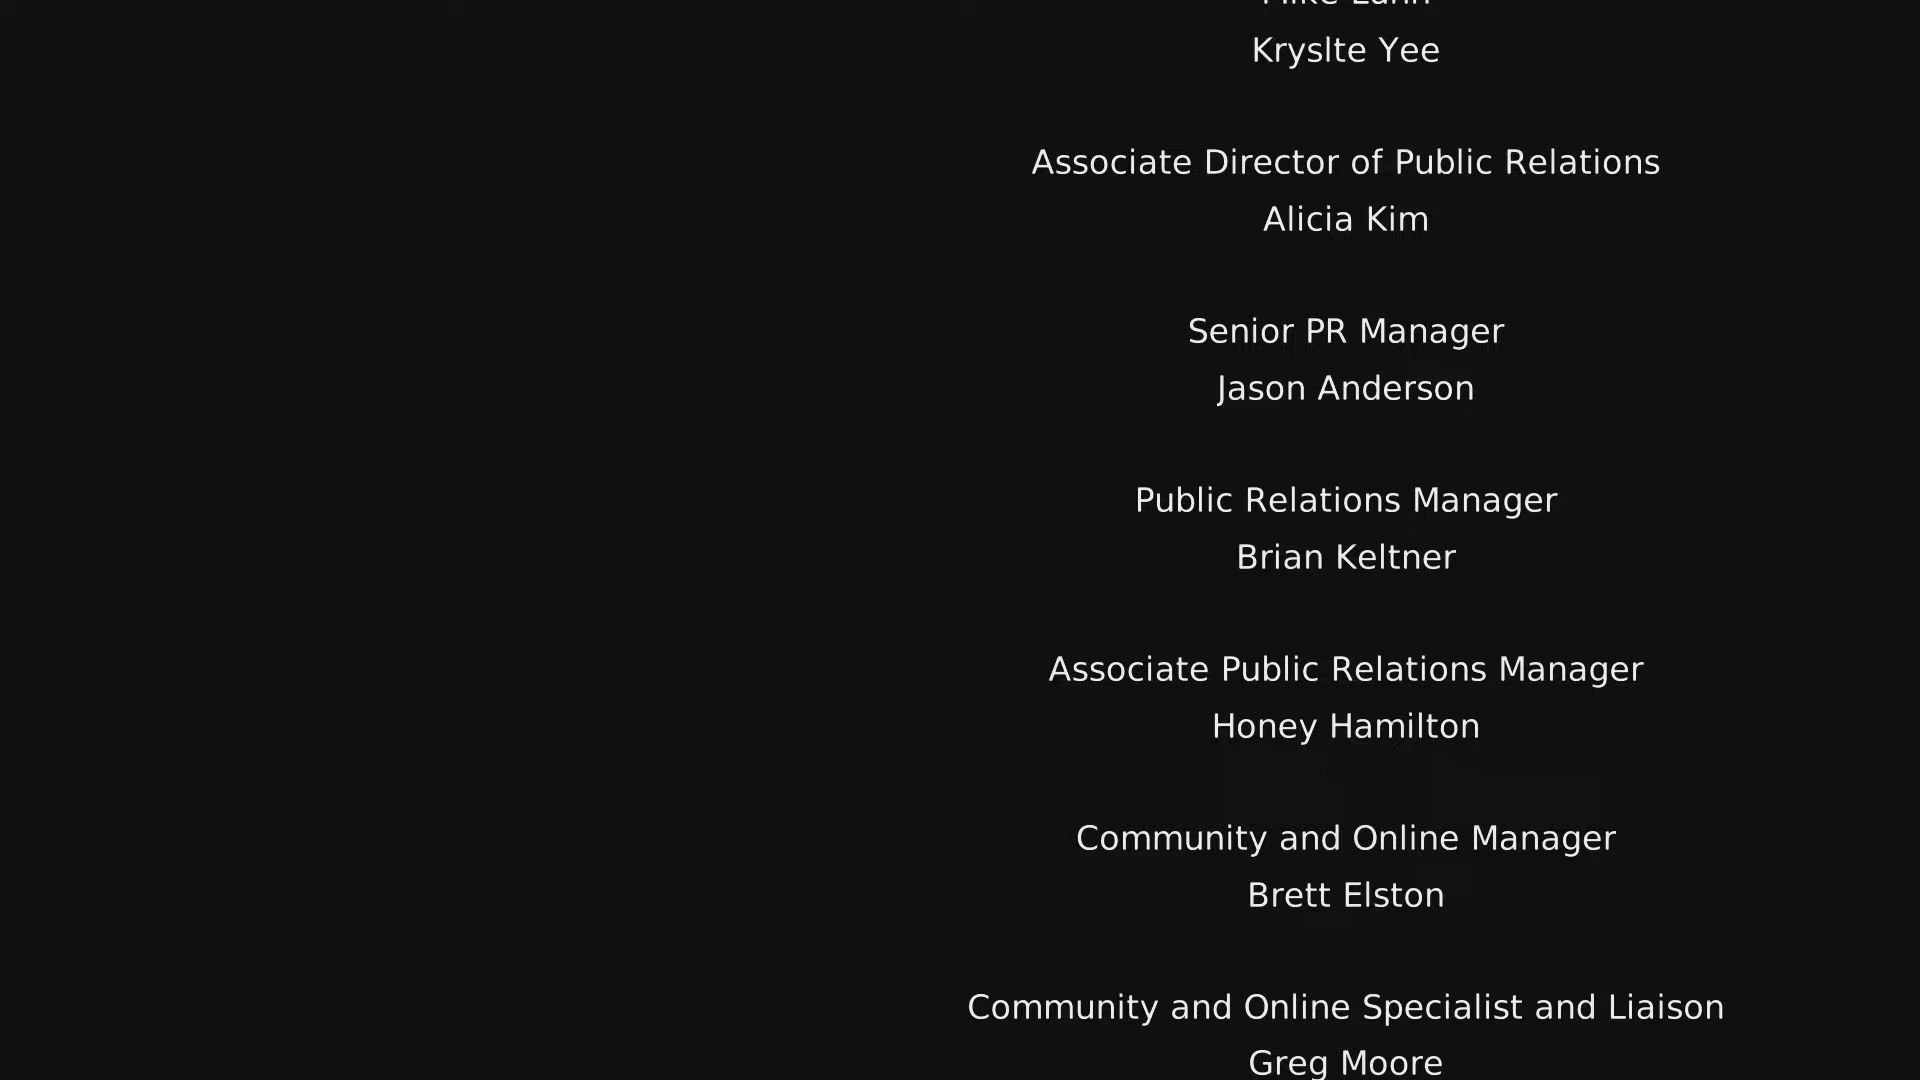 Kryslte Yee
Associate Director of Public Relations
Alicia Kim
Senior PR Manager
Jason Anderson
Public Relations Manager
Brian Keltner
Associate Public Relations Manager
Honey Hamilton
Community and Online Manager
Brett Elston
Community and Online Specialist and Liaison
Greg Moore